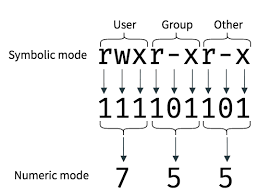 User Group Other
Symbolic mode rwxr-xr-x
111101101
Numeric mode 7 5 5